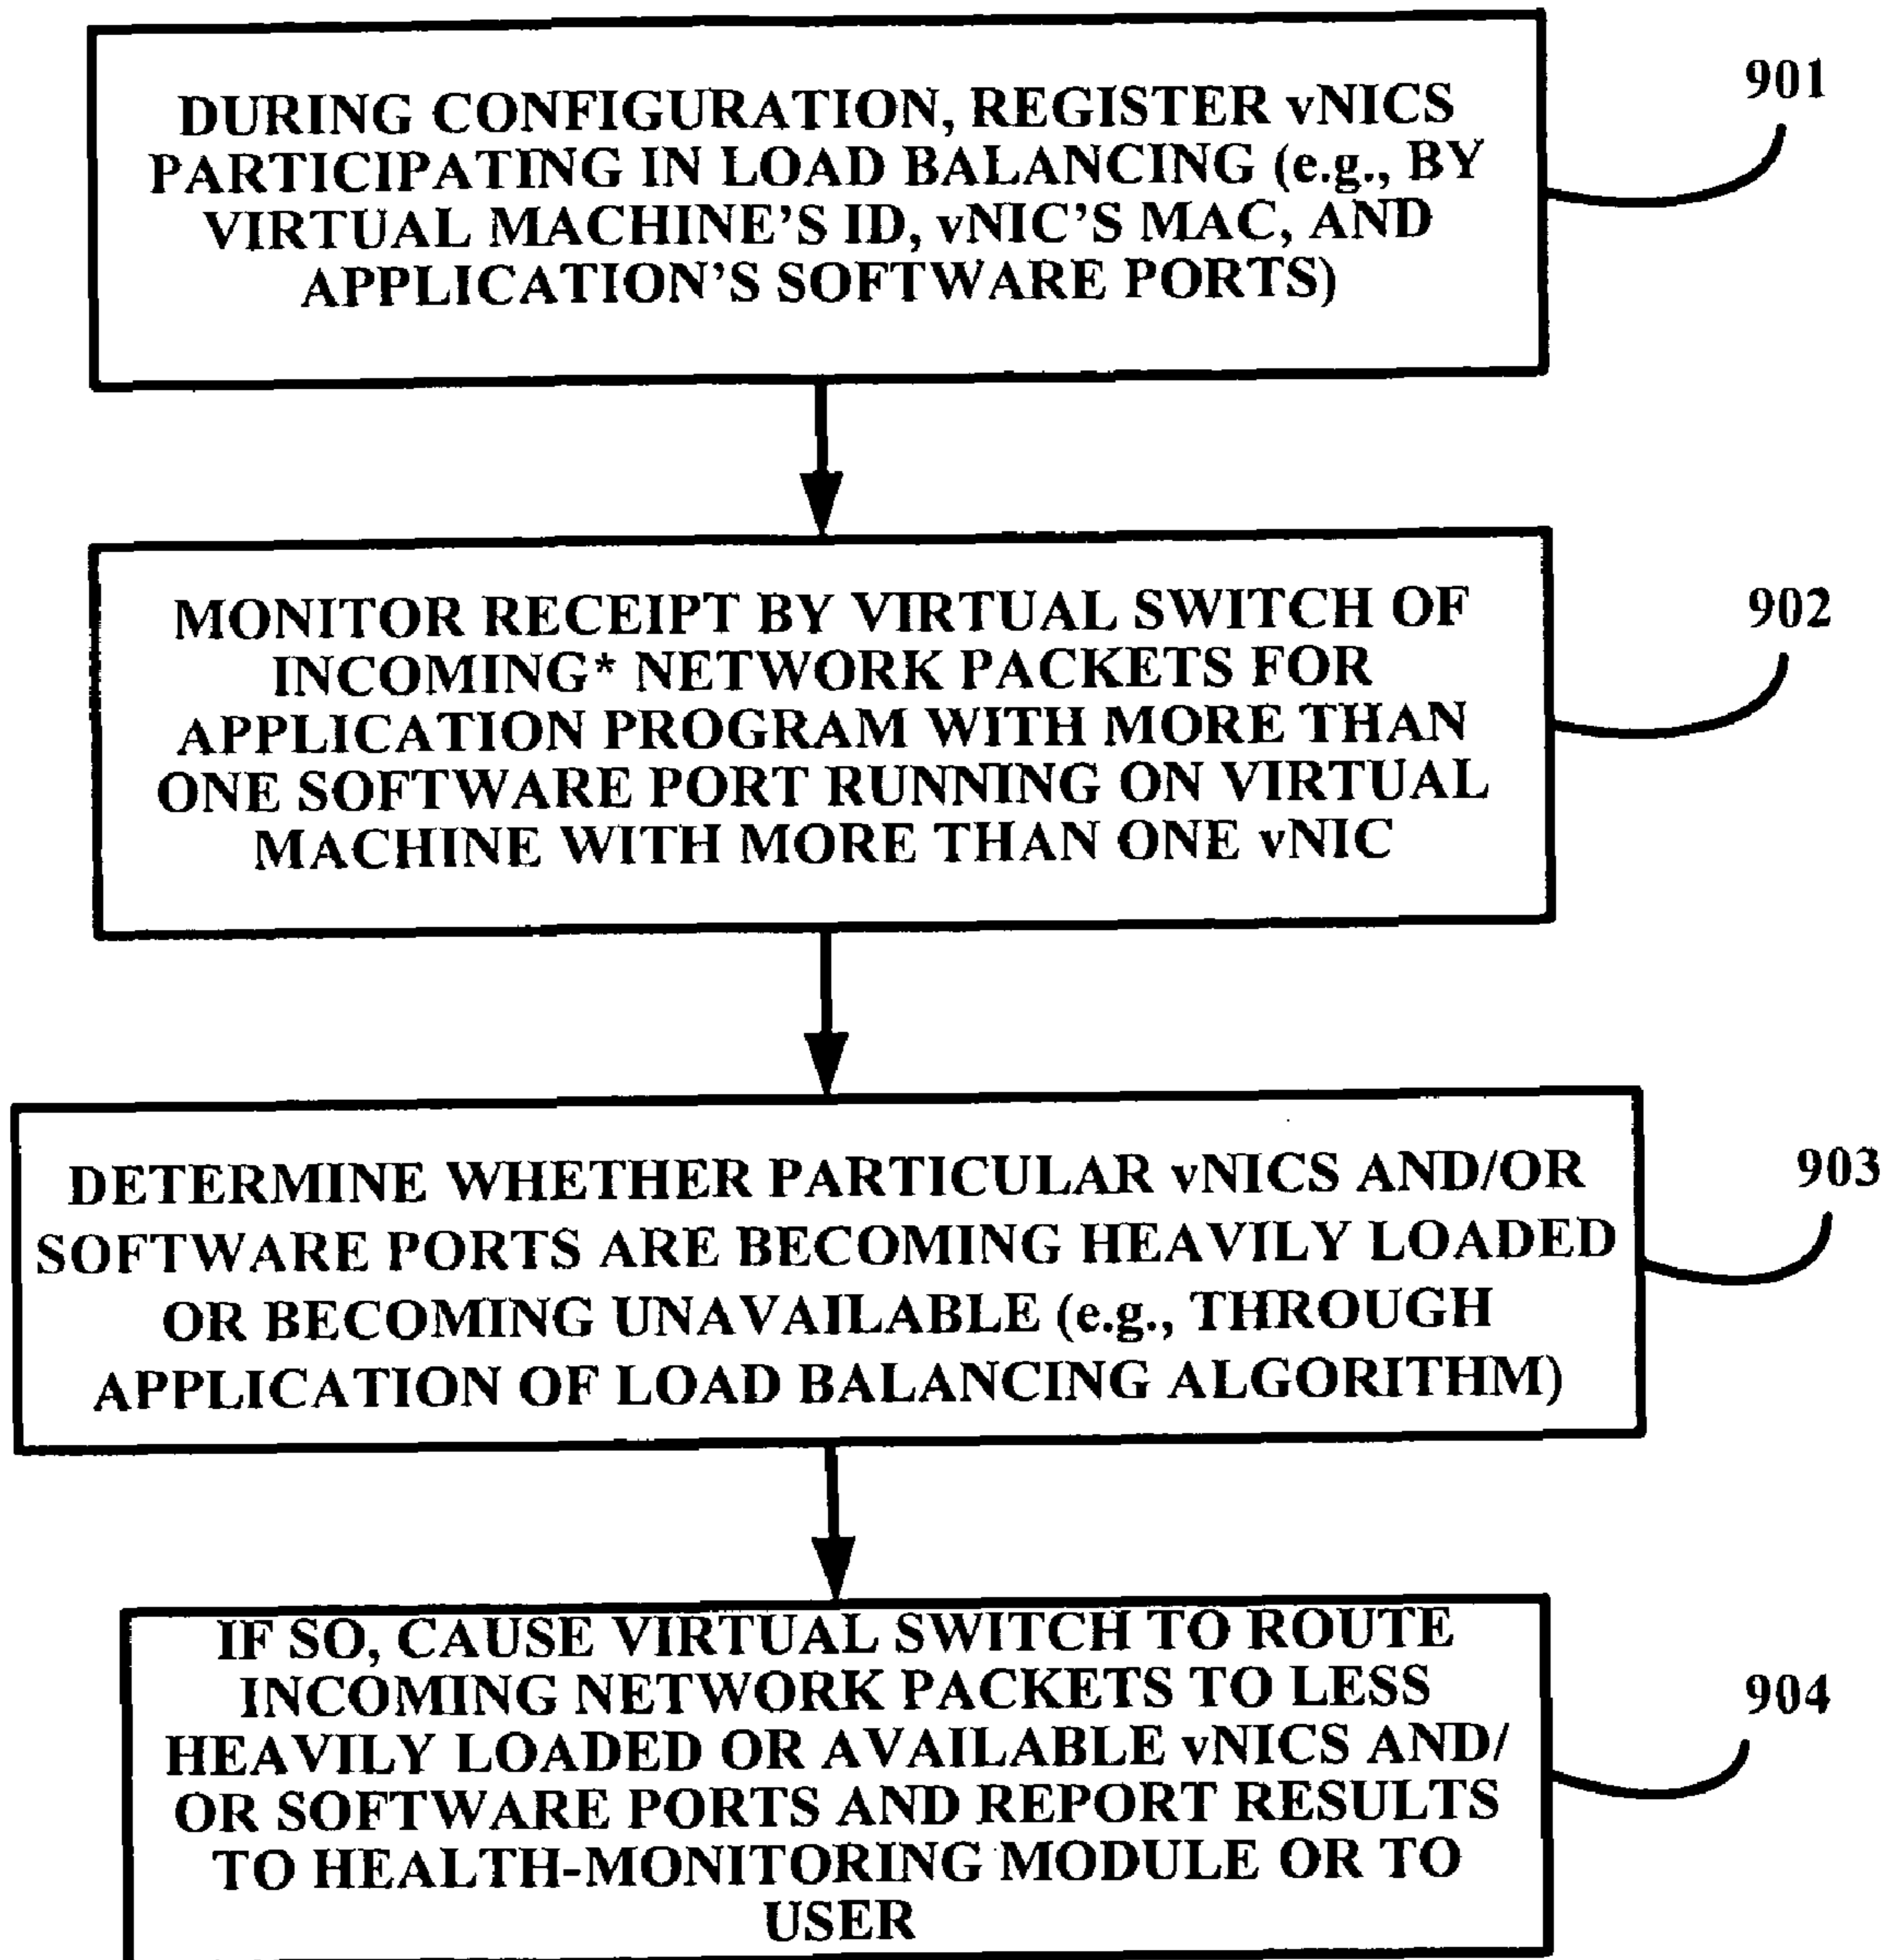 DURING CONFIGURATION, REGISTER vNICS
PARTICIPATING IN LOAD BALANCING (e.g., BY
VIRTUAL MACHINE'S ID, vNIC'S MAC, AND
APPLICATION'S SOFTWARE PORTS)
901
MONITOR RECEIPT BY VIRTUAL SWITCH OF
INCOMING* NETWORK PACKETS FOR
APPLICATION PROGRAM WITH MORE THAN
ONE SOFTWARE PORT RUNNING ON VIRTUAL
MACHINE WITH MORE THAN ONE vNIC
902
DETERMINE WHETHER PARTICULAR vNICS AND/OR
SOFTWARE PORTS ARE BECOMING HEAVILY LOADED
OR BECOMING UNAVAILABLE (e.g., THROUGH
APPLICATION OF LOAD BALANCING ALGORITHM)
903
IF SO, CAUSE VIRTUAL SWITCH TO ROUTE
INCOMING NETWORK PACKETS TO LESS
HEAVILY LOADED OR AVAILABLE vNICS AND/
OR SOFTWARE PORTS AND REPORT RESULTS
TO HEALTH-MONITORING MODULE OR TO
USER
904